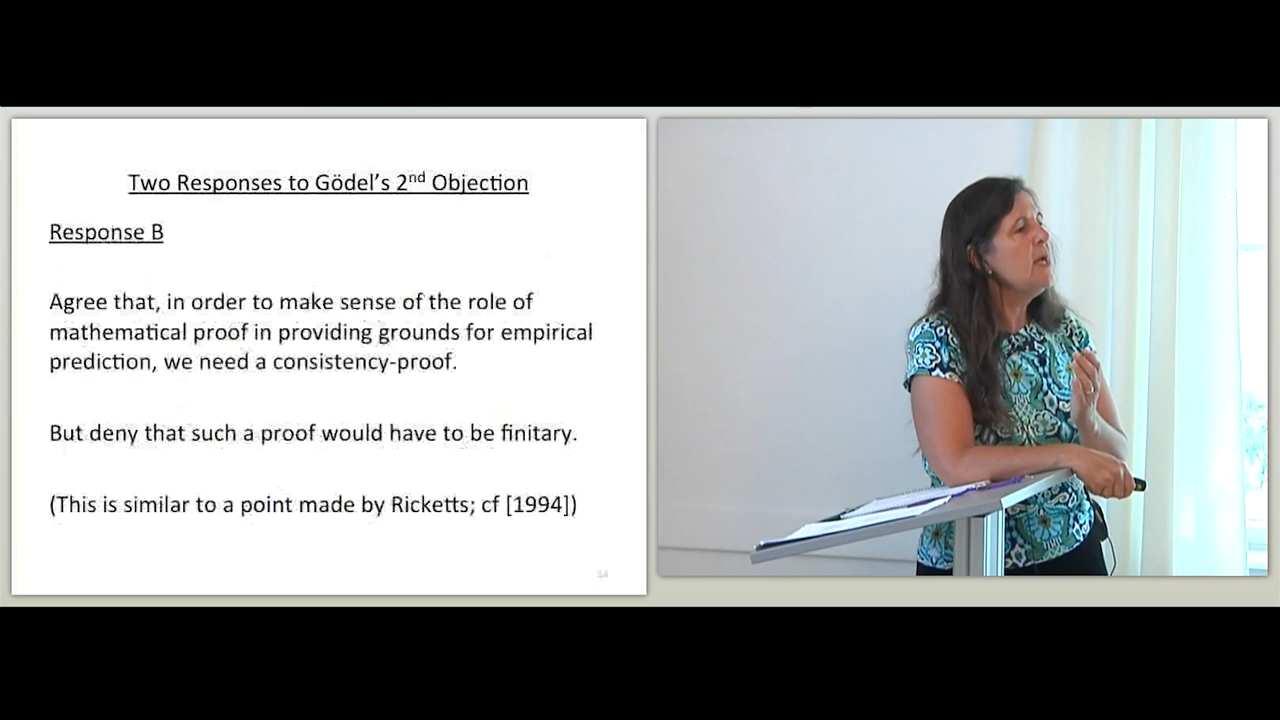 Two Responses to Gödel's 2nd Objection
Response B
Agree that, in order to make sense of the role of
mathematical proof in providing grounds for empirical
prediction, we need a consistency-proof.
But deny that such a proof would have to be finitary.
(This is similar to a point made by Ricketts; cf [1994])